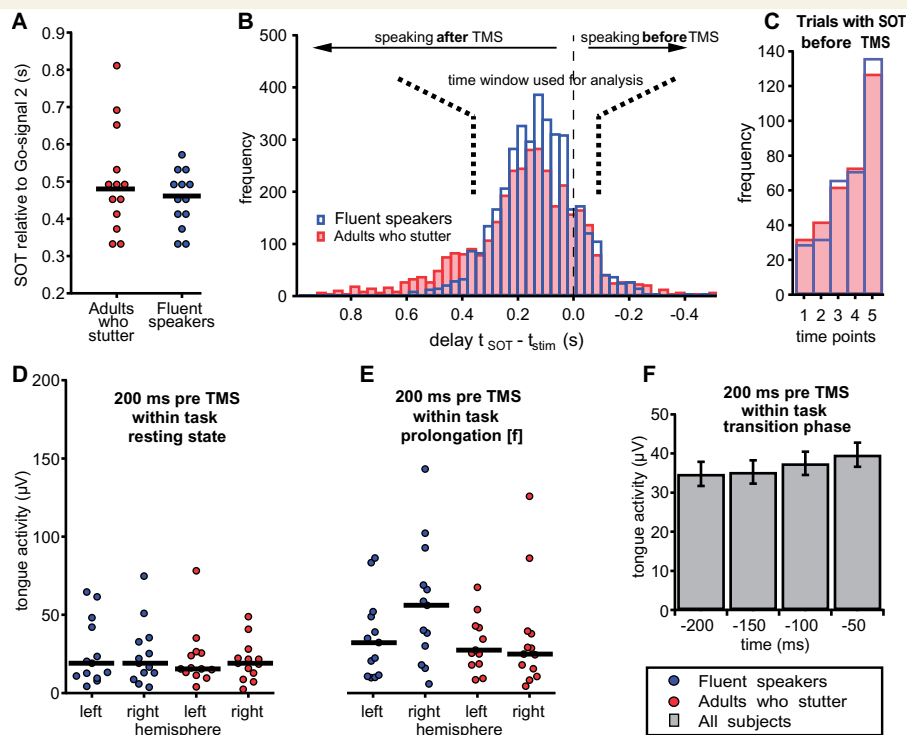 A
SOT relative to Go-signal 2 (s)
0.9
0.8
0.7
0.6
0.5
0.4
0.3
0.2
Adults who stutter
Fluent speakers
B
speaking after TMS
speaking before TMS
time window used for analysis
frequency
500
400
300
200
100
0
Fluent speakers
Adults who stutter
0.8 0.6 0.4 0.2 0.0 -0.2 -0.4
delay tSOT - tstim (s)
C
Trials with SOT
before TMS
frequency
140
120
100
80
60
40
20
0
1 2 3 4 5
time points
D
200 ms pre TMS
within task
resting state
tongue activity (µV)
200
150
100
50
0
left right left right
hemisphere
E
200 ms pre TMS
within task
prolongation [f]
left right left right
hemisphere
F
200 ms pre TMS
within task
transition phase
tongue activity (µV)
50
40
30
20
10
0
-200 -150 -100 -50
time (ms)
Fluent speakers
Adults who stutter
All subjects